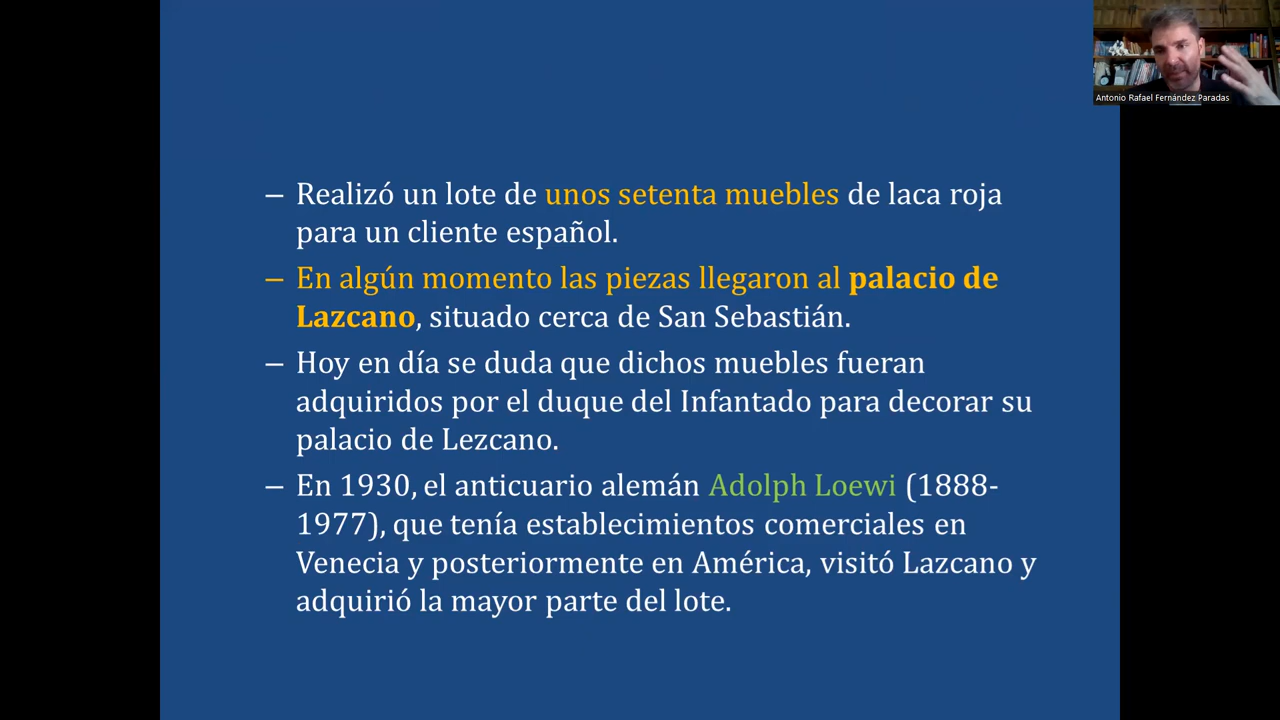 Antonio Rafael Fernández Paradas
– Realizó un lote de unos setenta muebles de laca roja
para un cliente español.
– En algún momento las piezas llegaron al palacio de
Lazcano, situado cerca de San Sebastián.
– Hoy en día se duda que dichos muebles fueran
adquiridos por el duque del Infantado para decorar su
palacio de Lezcano.
– En 1930, el anticuario alemán Adolph Loewi (1888-
1977), que tenía establecimientos comerciales en
Venecia y posteriormente en América, visitó Lazcano y
adquirió la mayor parte del lote.